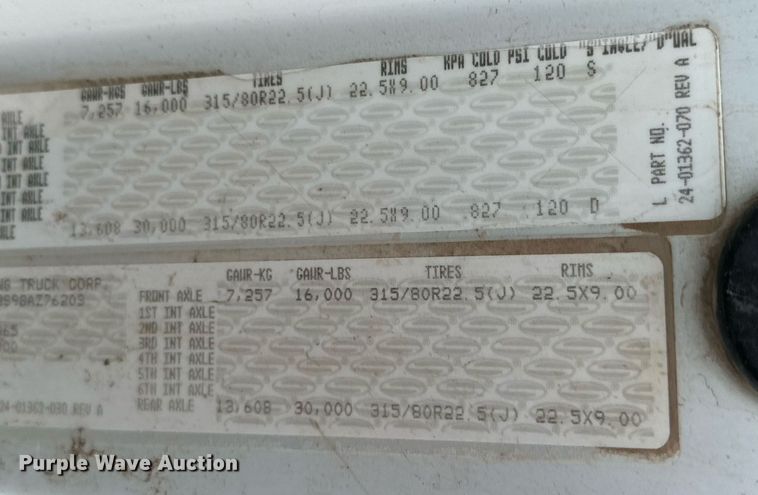 GAWR-KGS GAWR-LBS TIRES RIMS KPA COLD PSI COLD "S"INGLE/"D"UAL
AXLE 7,257 16,000 315/80R22.5(J) 22.5X9.00 827 120 S
INT AXLE
INT AXLE
INT AXLE
INT AXLE
INT AXLE
INT AXLE
13,608 30,000 315/80R22.5(J) 22.5X9.00 827 120 D
L PART NO.
24-01362-070 REV A
TRUCK CORP.
GAWR-KG GAWR-LBS TIRES RIMS
FRONT AXLE 7,257 16,000 315/80R22.5(J) 22.5X9.00
1ST INT AXLE
2ND INT AXLE
3RD INT AXLE
4TH INT AXLE
5TH INT AXLE
6TH INT AXLE
REAR AXLE 13,608 30,000 315/80R22.5(J) 22.5X9.00
24-01362-030 REV A
Purple Wave Auction